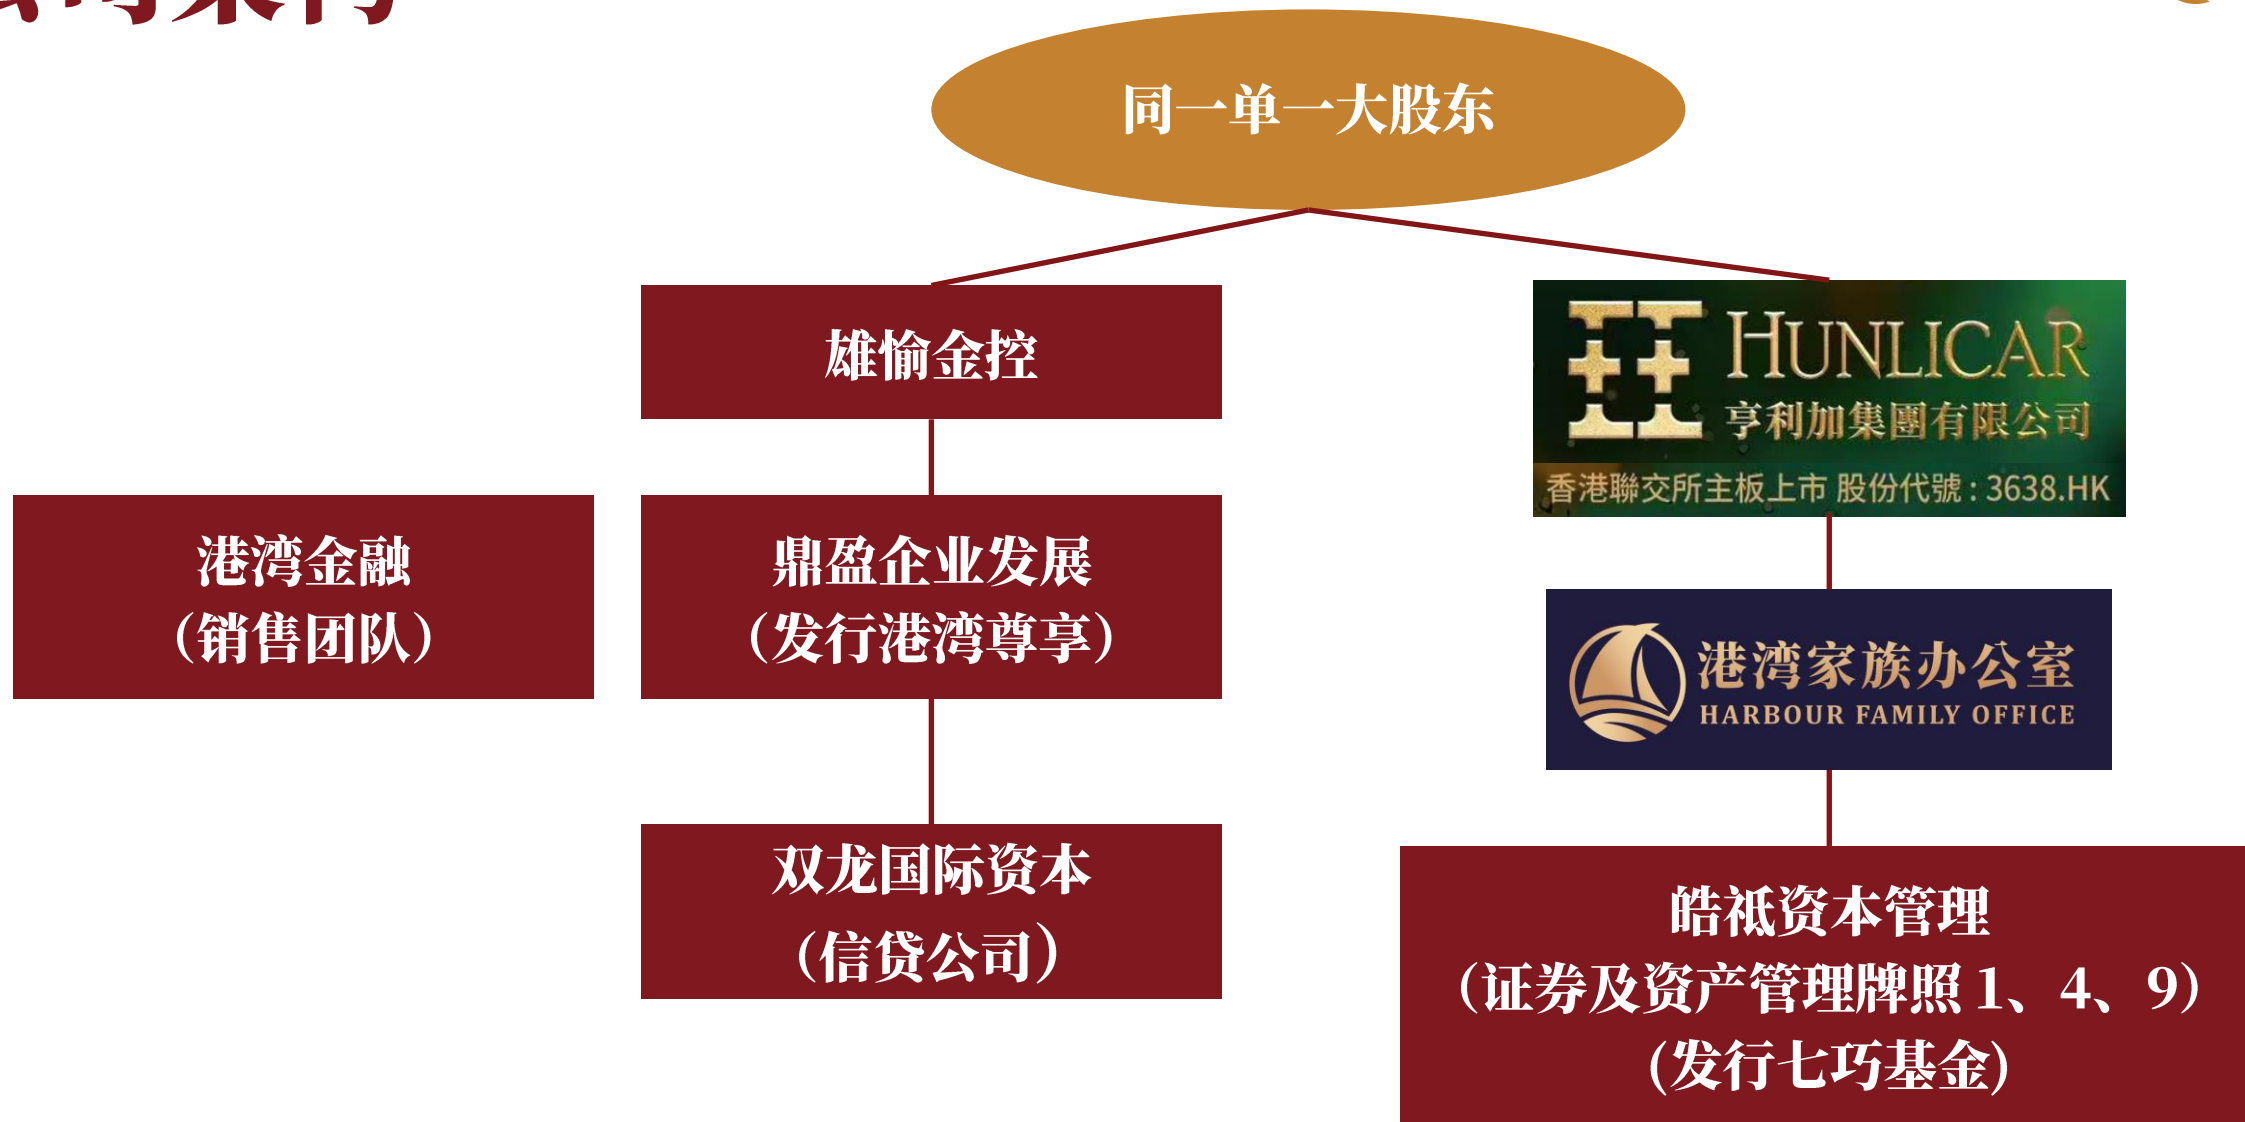 同一单一大股东
雄愉金控
HUNLICAR
亨利加集團有限公司
香港聯交所主板上市 股份代號 : 3638.HK
港湾金融
（销售团队）
鼎盈企业发展
（发行港湾尊享）
港湾家族办公室
HARBOUR FAMILY OFFICE
双龙国际资本
（信贷公司）
皓祇资本管理
（证券及资产管理牌照 1、4、9）
(发行七巧基金)